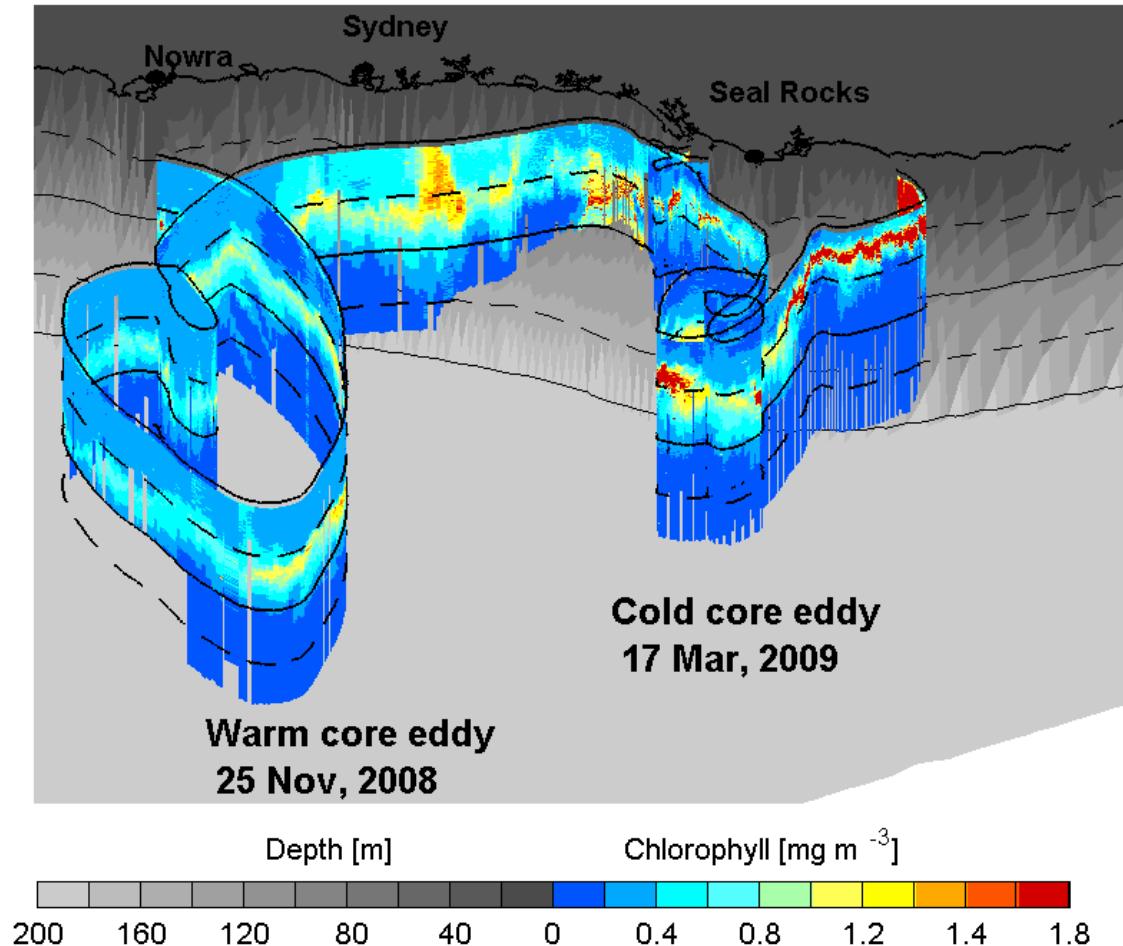 Sydney
Nowra
Seal Rocks
Cold core eddy
17 Mar, 2009
Warm core eddy
25 Nov, 2008
Depth [m] Chlorophyll [mg m -3]
200 160 120 80 40 0 0.4 0.8 1.2 1.4 1.8